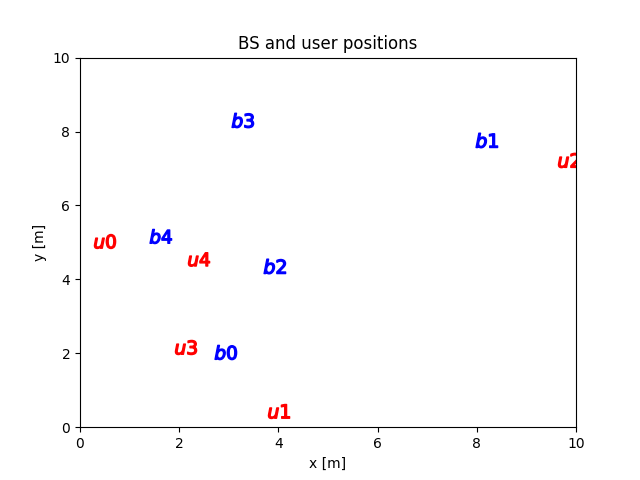 BS and user positions
10
b3
8
b1
u2
6
y [m]
u0
b4
u4
b2
4
u3
b0
2
u1
0
0 2 4 6 8 10
x [m]